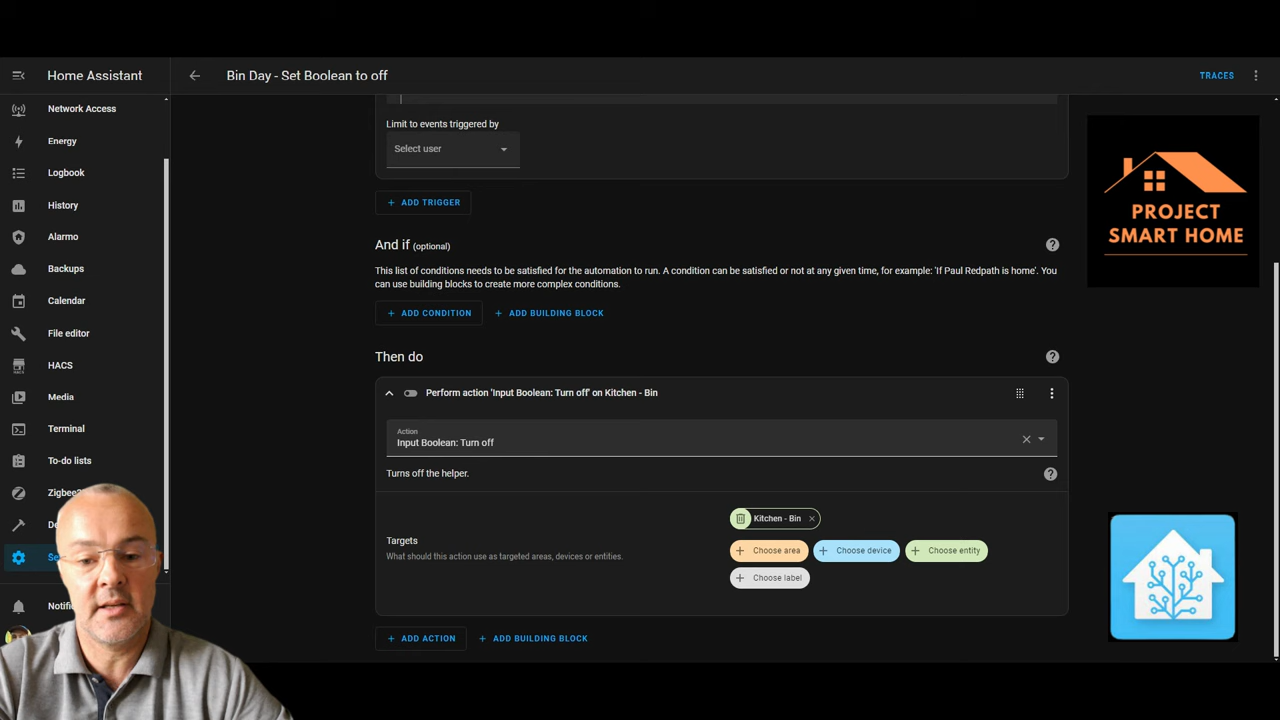 Home Assistant
Bin Day - Set Boolean to off
TRACES
Network Access
Energy
Logbook
History
Alarmo
Backups
Calendar
File editor
HACS
Media
Terminal
To-do lists
Limit to events triggered by
Select user
ADD TRIGGER
And if (optional)
This list of conditions needs to be satisfied for the automation to run. A condition can be satisfied or not at any given time, for example: 'If Paul Redpath is home'. You
can use building blocks to create more complex conditions.
ADD CONDITION
ADD BUILDING BLOCK
Then do
Perform action 'Input Boolean: Turn off' on Kitchen - Bin
Action
Input Boolean: Turn off
Turns off the helper.
Targets
What should this action use as targeted areas, devices or entities.
Kitchen - Bin
Choose area
Choose device
Choose entity
Choose label
ADD ACTION
ADD BUILDING BLOCK
PROJECT
SMART HOME